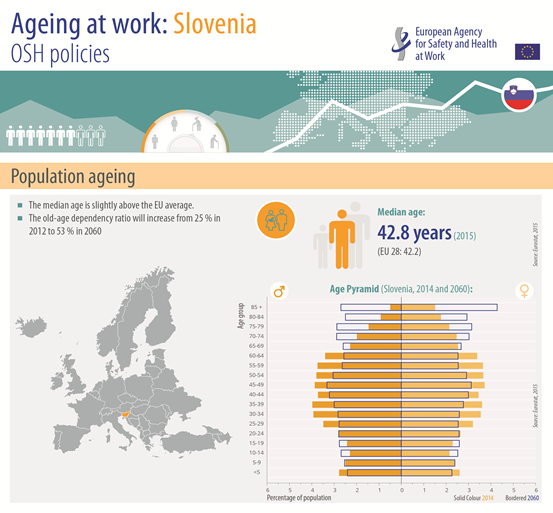 Ageing at work: Slovenia
OSH policies
European Agency
for Safety and Health
at Work
Population ageing
The median age is slightly above the EU average.
The old-age dependency ratio will increase from 25 % in
2012 to 53 % in 2060
Median age:
42.8 years (2015)
(EU 28: 42.2)
Source: Eurostat, 2015
Age Pyramid (Slovenia, 2014 and 2060):
Age group
85 +
80-84
75-79
70-74
65-69
60-64
55-59
50-54
45-49
40-44
35-39
30-34
25-29
20-24
15-19
10-14
5-9
<5
6 5 4 3 2 1 0 1 2 3 4 5 6
Percentage of population
Solid Colour 2014
Bordered 2060
Source: Eurostat, 2015